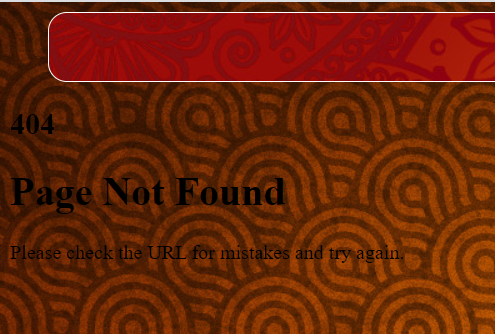 404
Page Not Found
Please check the URL for mistakes and try again.